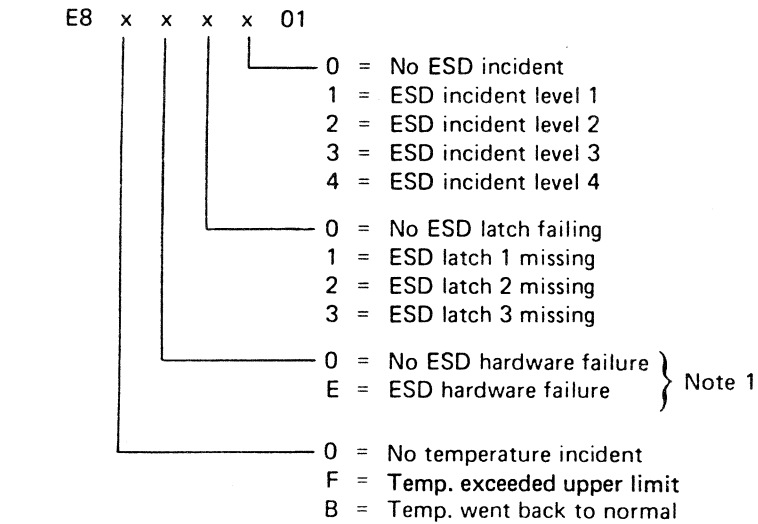 E8 x x x x 01
0 = No ESD incident
1 = ESD incident level 1
2 = ESD incident level 2
3 = ESD incident level 3
4 = ESD incident level 4
0 = No ESD latch failing
1 = ESD latch 1 missing
2 = ESD latch 2 missing
3 = ESD latch 3 missing
0 = No ESD hardware failure
E = ESD hardware failure
Note 1
0 = No temperature incident
F = Temp. exceeded upper limit
B = Temp. went back to normal